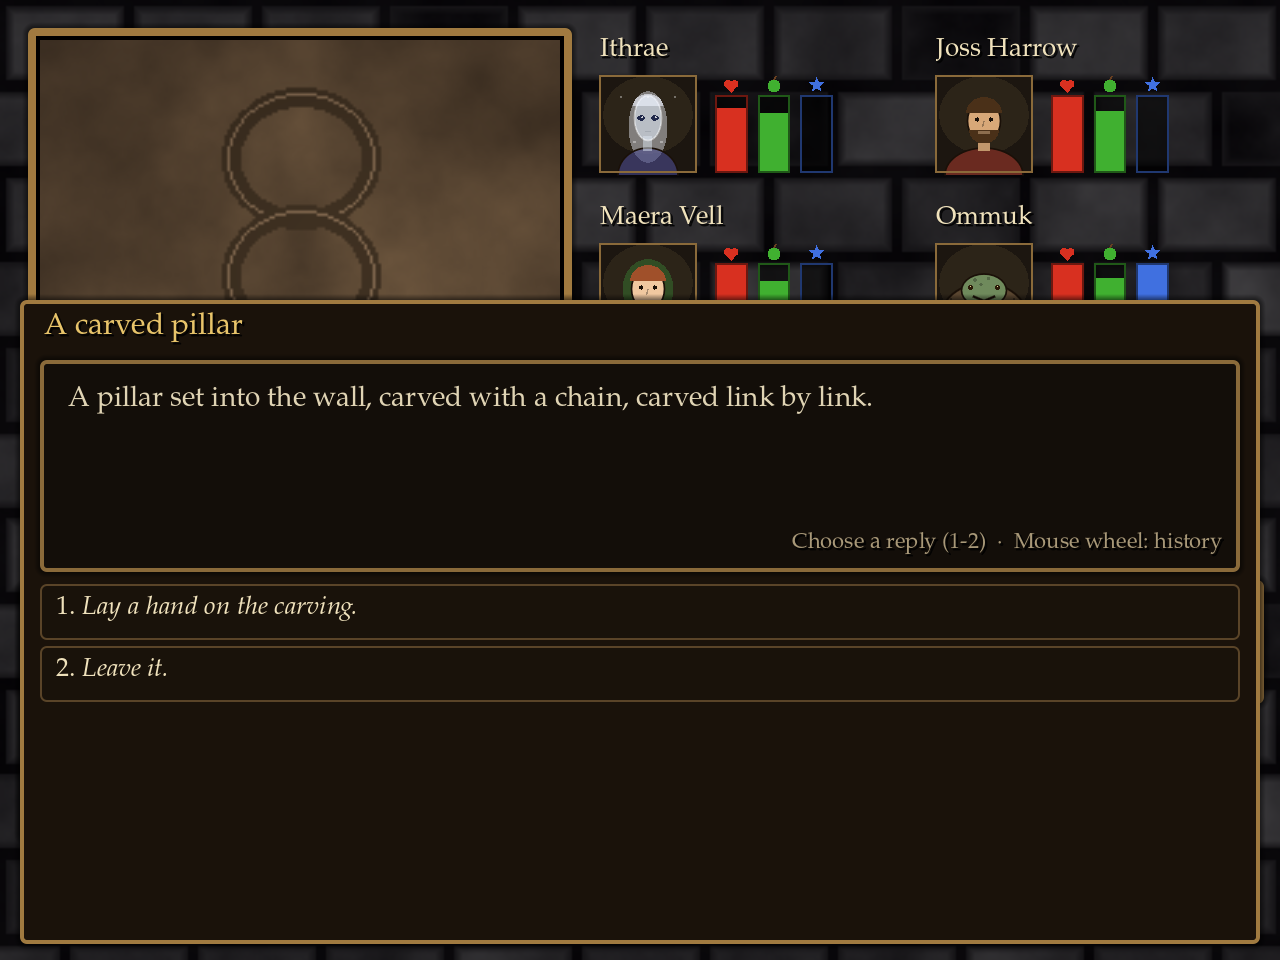 Ithrae
Joss Harrow
Maera Vell
Ommuk
A carved pillar
A pillar set into the wall, carved with a chain, carved link by link.
Choose a reply (1-2) · Mouse wheel: history
1. Lay a hand on the carving.
2. Leave it.